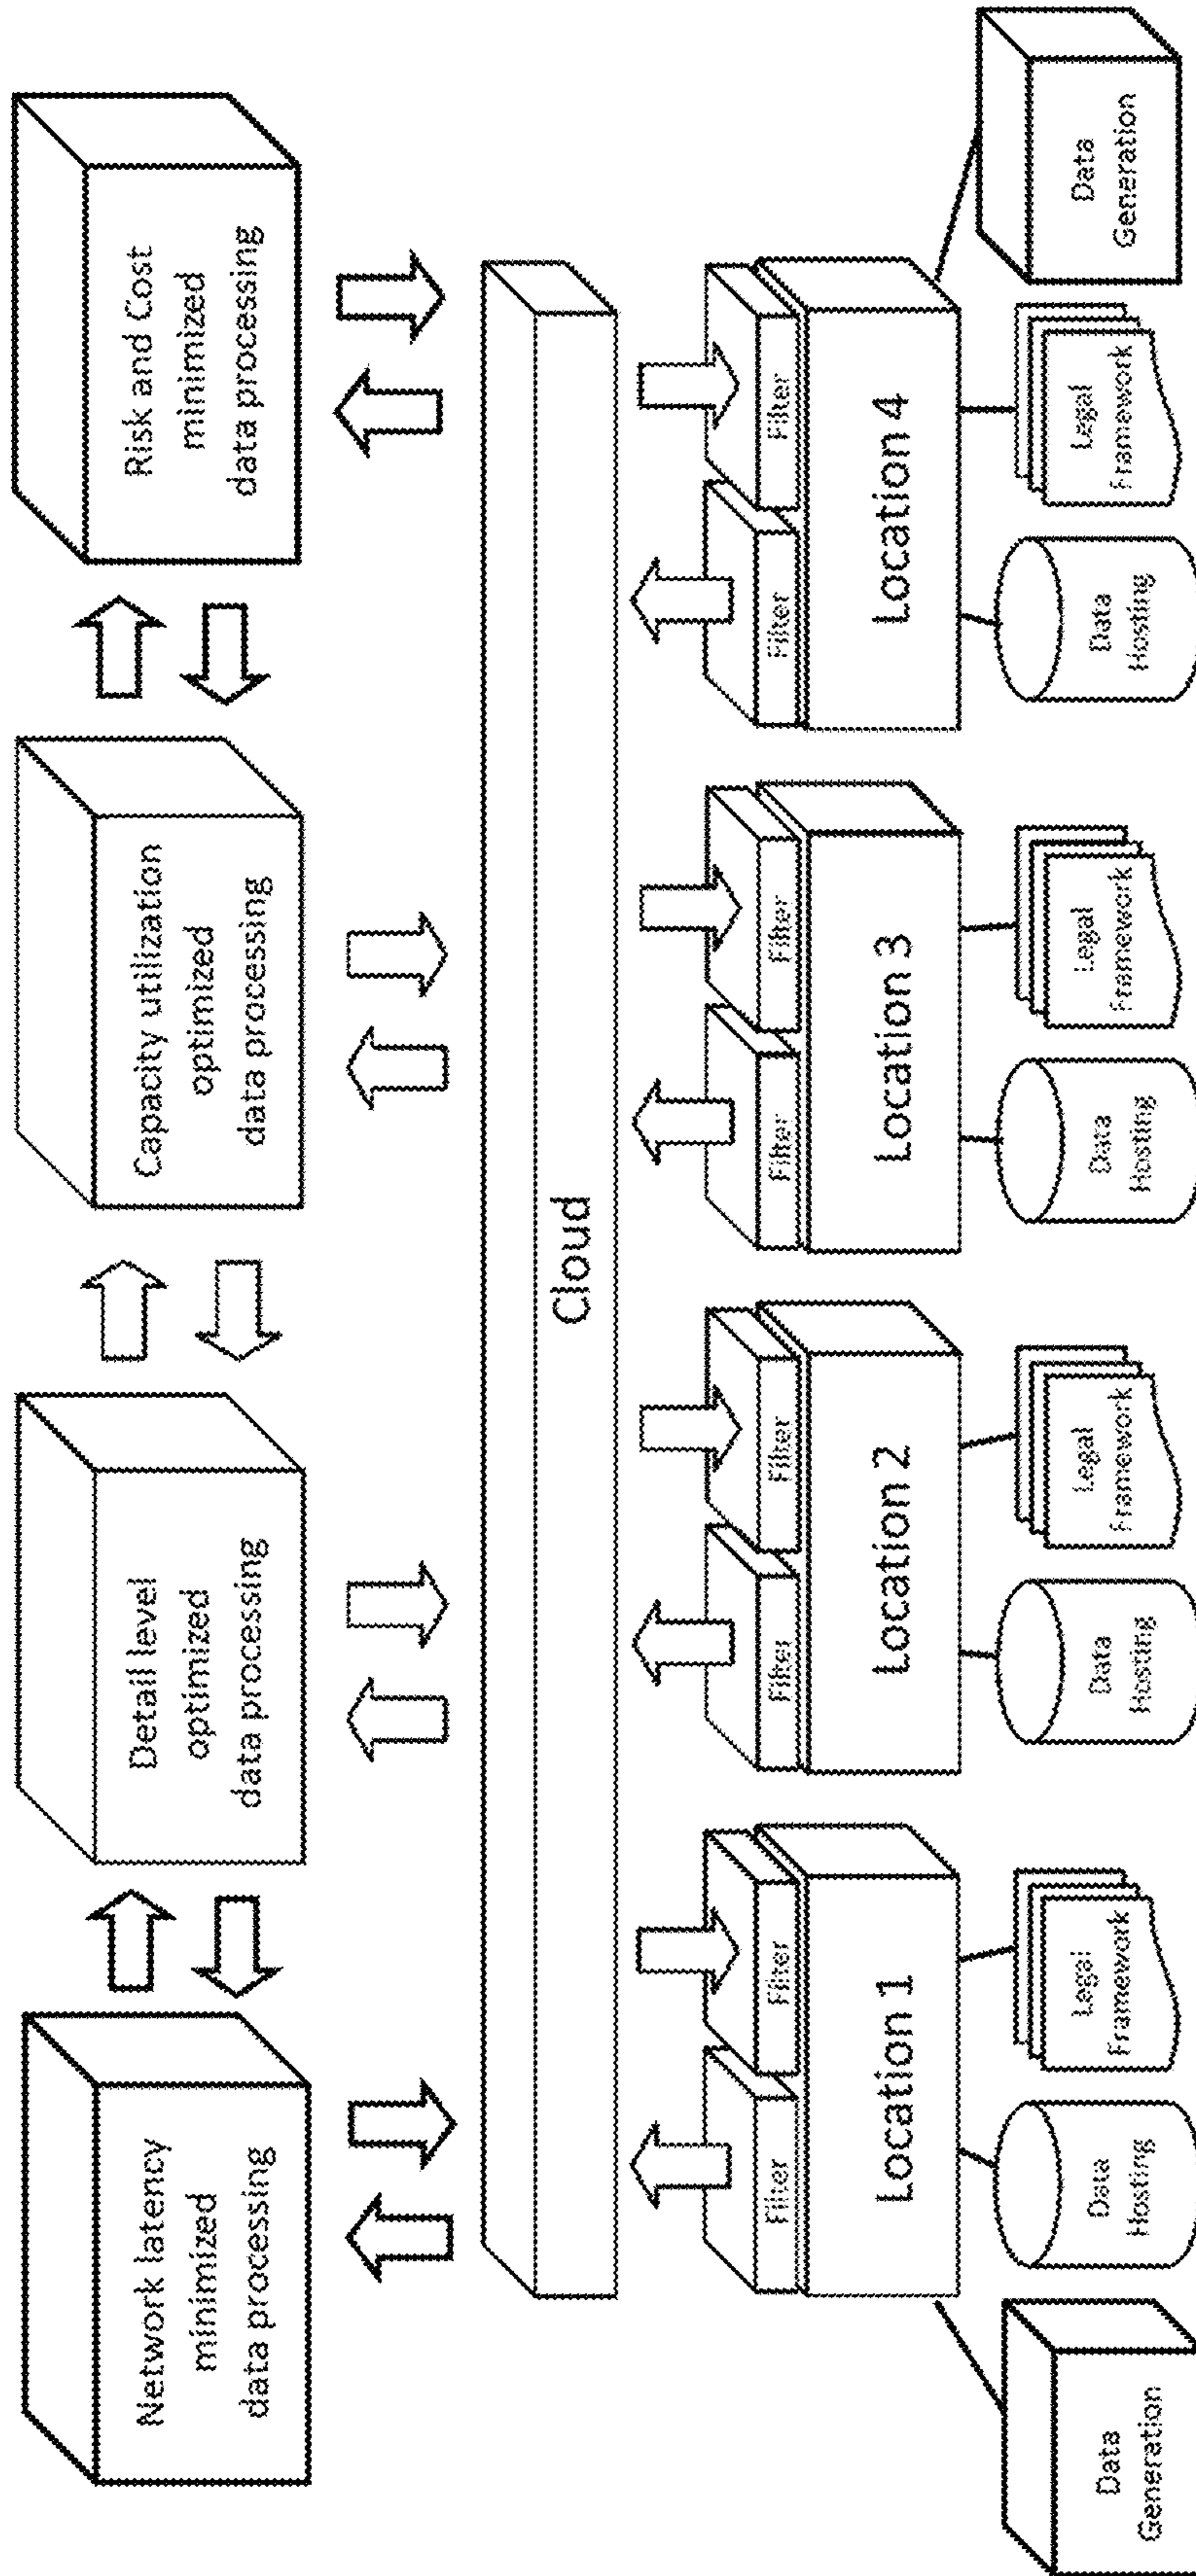 Network latency
minimized
data processing
Detail level
optimized
data processing
Capacity utilization
optimized
data processing
Risk and Cost
minimized
data processing
Cloud
Filter
Filter
Location 1
Filter
Filter
Location 2
Filter
Filter
Location 3
Filter
Filter
Location 4
Data
Generation
Data
Hosting
Legal
Framework
Data
Hosting
Legal
Framework
Data
Hosting
Legal
Framework
Data
Hosting
Legal
Framework
Data
Generation